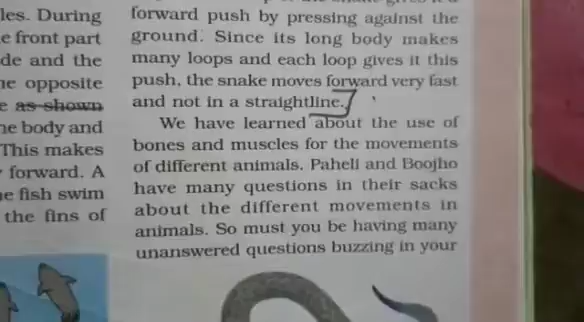 les. During
e front part
de and the
ne opposite
e as shown
he body and
This makes
forward. A
e fish swim
the fins of
forward push by pressing against the
ground. Since its long body makes
many loops and each loop gives it this
push, the snake moves forward very fast
and not in a straightline.
We have learned about the use of
bones and muscles for the movements
of different animals. Paheli and Boojho
have many questions in their sacks
about the different movements in
animals. So must you be having many
unanswered questions buzzing in your